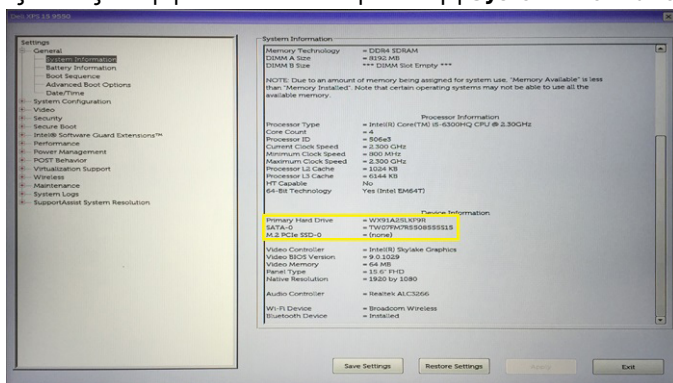 Dell XPS 15 9550
Settings
General
System Information
Battery Information
Boot Sequence
Advanced Boot Options
Date/Time
System Configuration
Video
Security
Secure Boot
Intel® Software Guard Extensions™
Performance
Power Management
POST Behavior
Virtualization Support
Wireless
Maintenance
System Logs
SupportAssist System Resolution
System Information
Memory Technology = DDR4 SDRAM
DIMM A Size = 8192 MB
DIMM B Size *** DIMM Slot Empty ***
NOTE: Due to an amount of memory being assigned for system use, "Memory Available" is less
than "Memory Installed". Note that certain operating systems may not be able to use all the
available memory.
Processor Information
Processor Type = Intel(R) Core(TM) i5-6300HQ CPU @ 2.30GHz
Core Count = 4
Processor ID = 506e3
Current Clock Speed = 2.300 GHz
Minimum Clock Speed = 800 MHz
Maximum Clock Speed = 2.300 GHz
Processor L2 Cache = 1024 KB
Processor L3 Cache = 6144 KB
HT Capable No
64-Bit Technology Yes (Intel EM64T)
Device Information
Primary Hard Drive =
SATA-0 =
M.2 PCIe SSD-0 = (none)
Video Controller = Intel(R) Skylake Graphics
Video BIOS Version = 9.0.1029
Video Memory = 64 MB
Panel Type = 15.6" FHD
Native Resolution = 1920 by 1080
Audio Controller = Realtek ALC3266
Wi-Fi Device = Broadcom Wireless
Bluetooth Device = Installed
Save Settings
Restore Settings
Apply
Exit